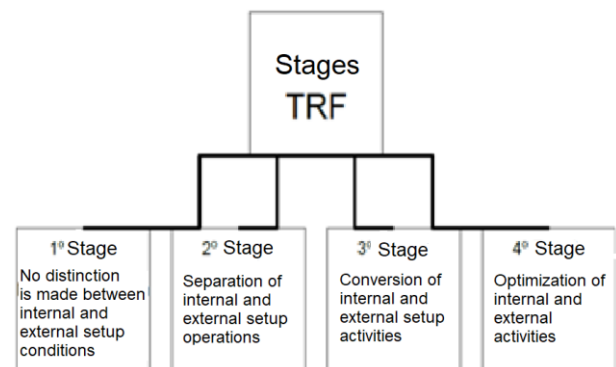 Stages
TRF
1º Stage
No distinction
is made between
internal and
external setup
conditions
2º Stage
Separation of
internal and
external setup
operations
3º Stage
Conversion of
internal and
external setup
activities
4º Stage
Optimization of
internal and
external
activities